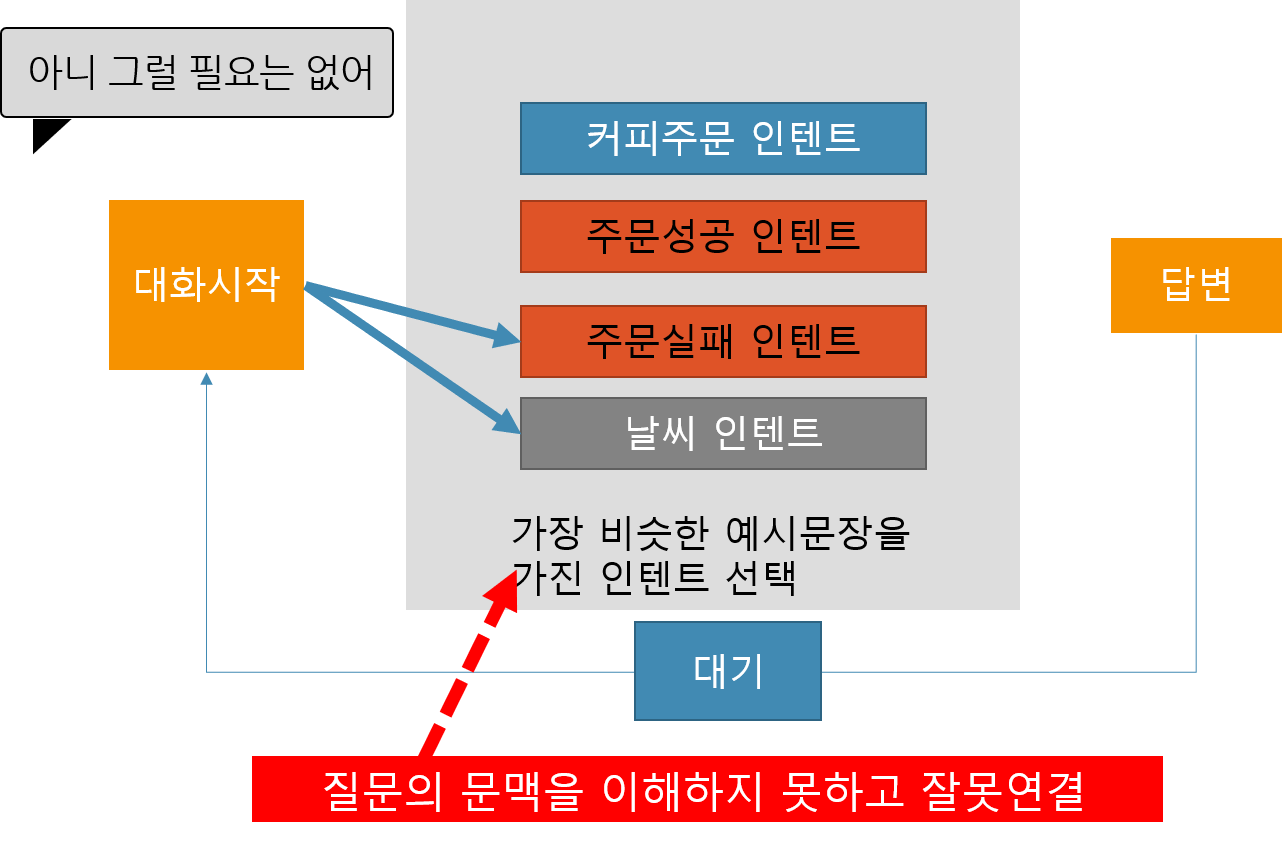 아니 그럴 필요는 없어
커피주문 인텐트
주문성공 인텐트
대화시작
답변
주문실패 인텐트
날씨 인텐트
가장 비슷한 예시문장을
가진 인텐트 선택
대기
질문의 문맥을 이해하지 못하고 잘못연결